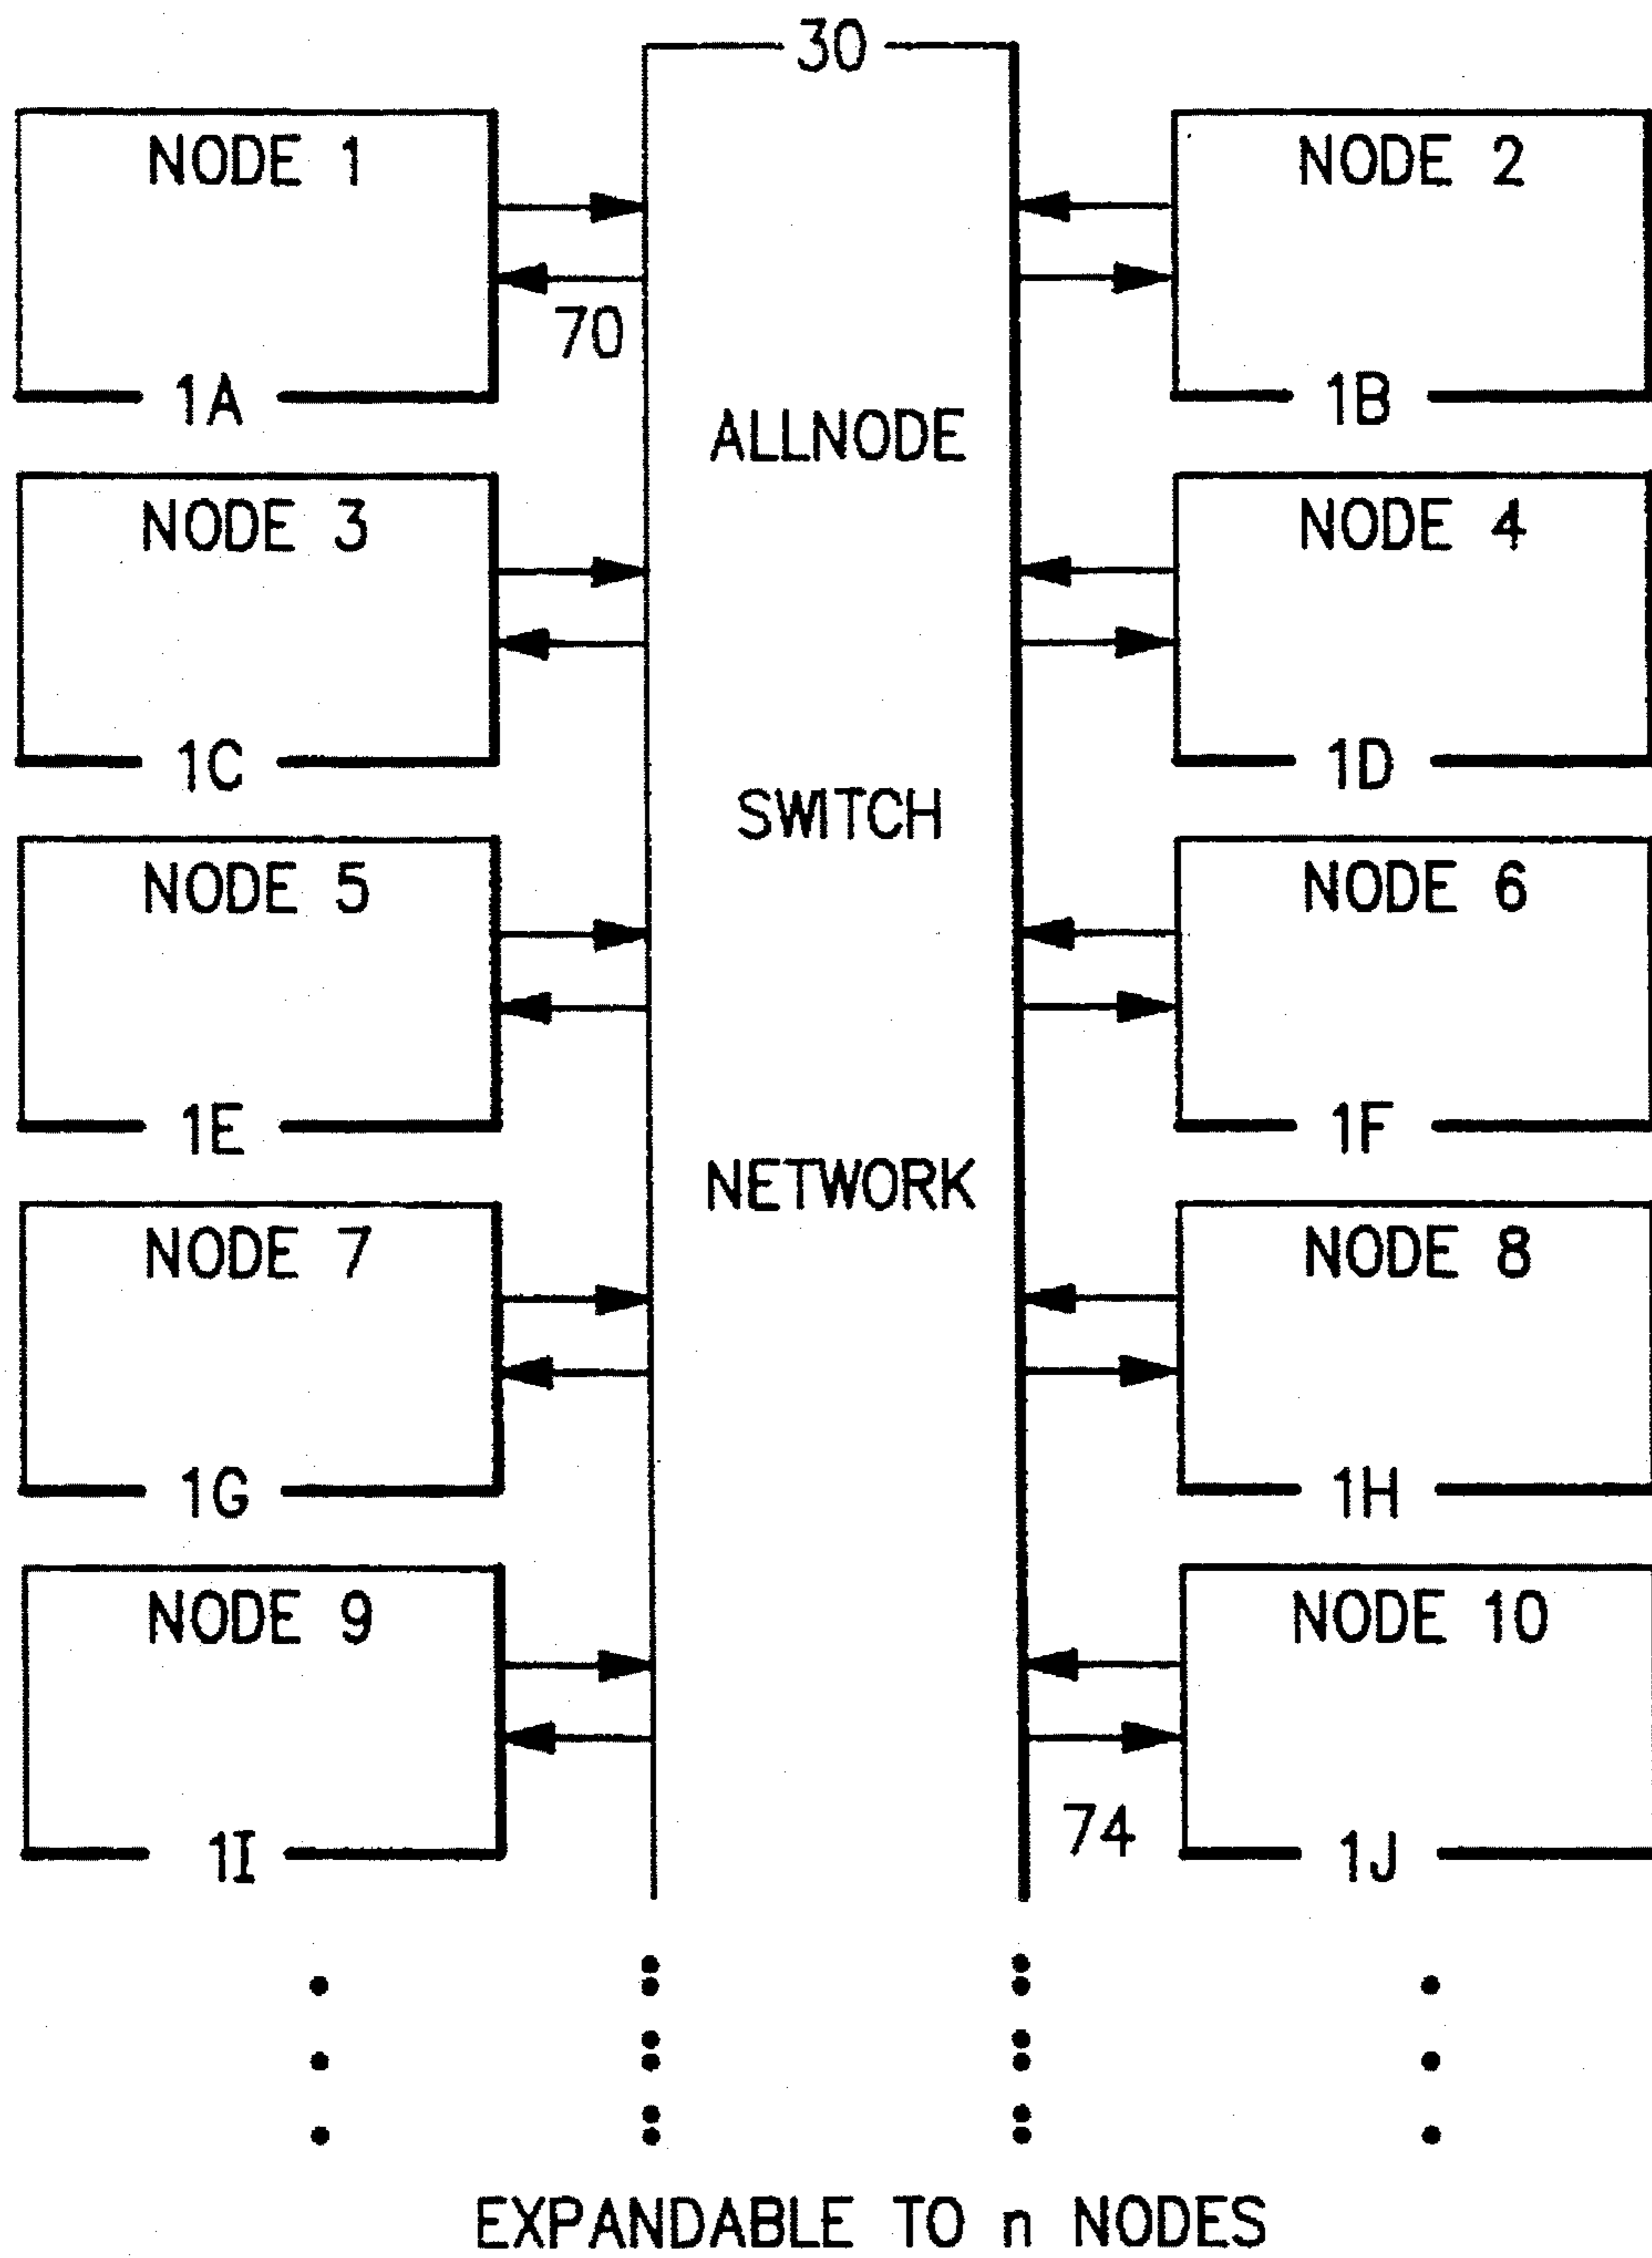 30
NODE 1
NODE 2
70
1A
1B
ALLNODE
NODE 3
NODE 4
1C
1D
SWITCH
NODE 5
NODE 6
1E
1F
NETWORK
NODE 7
NODE 8
1G
1H
NODE 9
NODE 10
74
1I
1J
EXPANDABLE TO n NODES